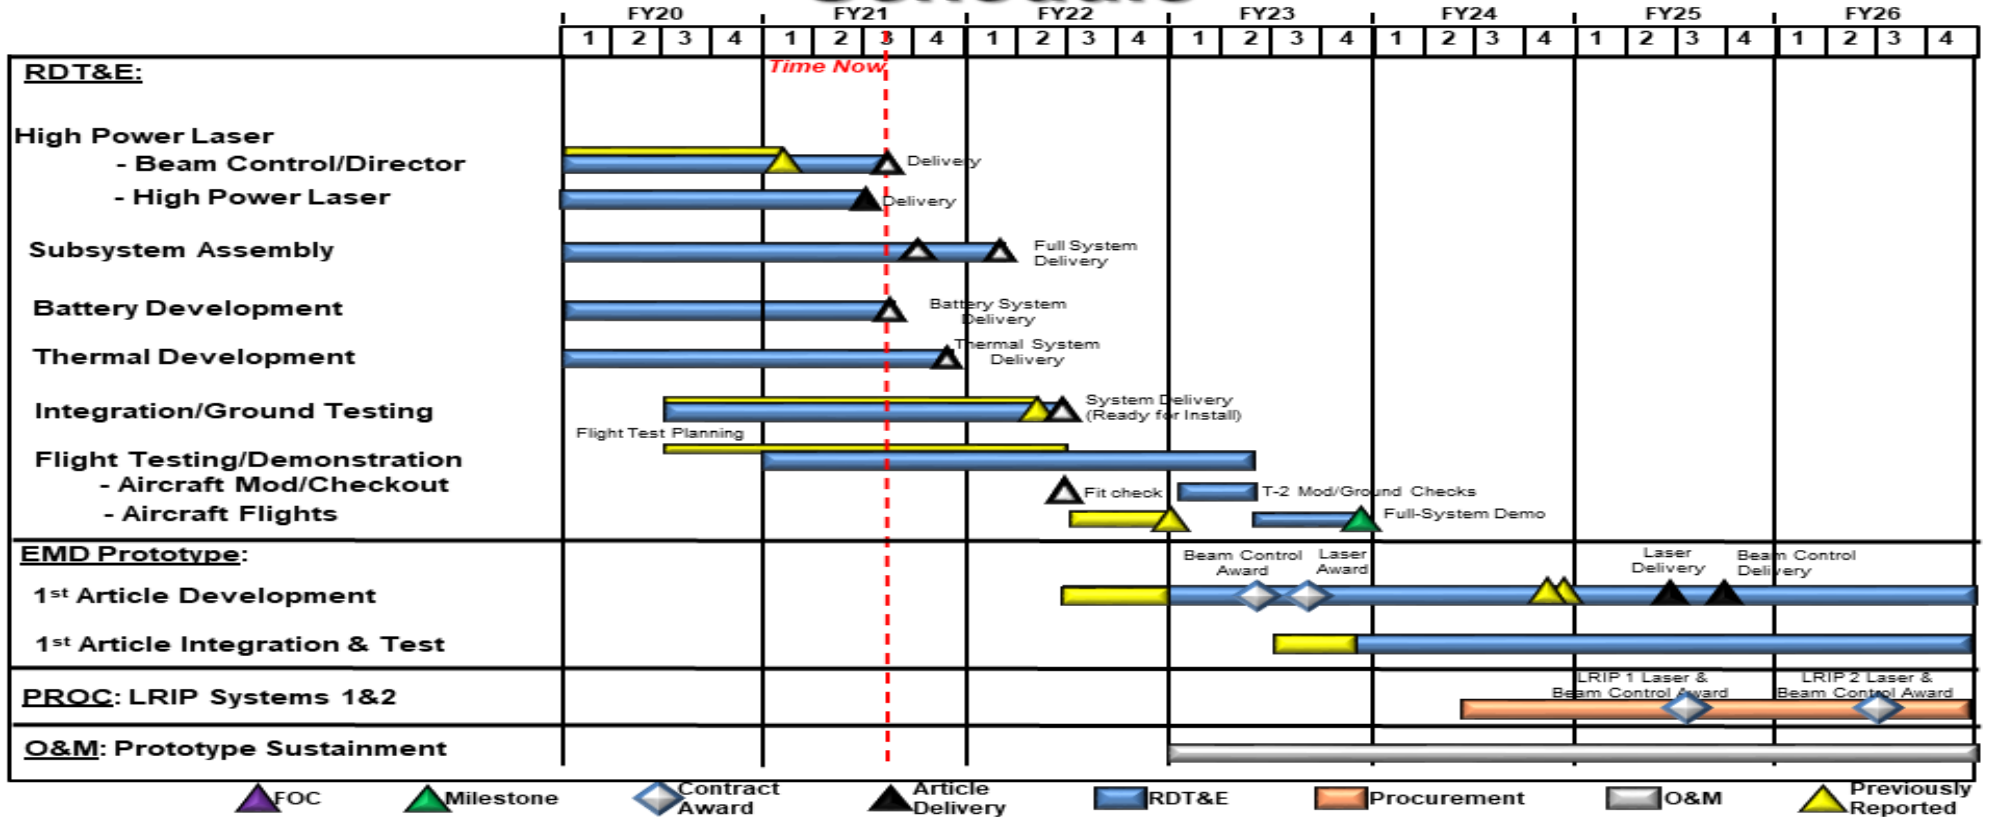 Schedule
FY20 FY21 FY22 FY23 FY24 FY25 FY26
1 2 3 4 1 2 3 4 1 2 3 4 1 2 3 4 1 2 3 4 1 2 3 4 1 2 3 4
RDT&E:
Time Now
High Power Laser
- Beam Control/Director
Delivery
- High Power Laser
Delivery
Subsystem Assembly
Full System
Delivery
Battery Development
Battery System
Delivery
Thermal Development
Thermal System
Delivery
Integration/Ground Testing
System Delivery
(Ready for Install)
Flight Test Planning
Flight Testing/Demonstration
- Aircraft Mod/Checkout
Fit check
T-2 Mod/Ground Checks
- Aircraft Flights
Full-System Demo
EMD Prototype:
Beam Control
Award
Laser
Award
Laser
Delivery
Beam Control
Delivery
1st Article Development
1st Article Integration & Test
PROC: LRIP Systems 1&2
LRIP 1 Laser &
Beam Control Award
LRIP 2 Laser &
Beam Control Award
O&M: Prototype Sustainment
FOC
Milestone
Contract
Award
Article
Delivery
RDT&E
Procurement
O&M
Previously
Reported